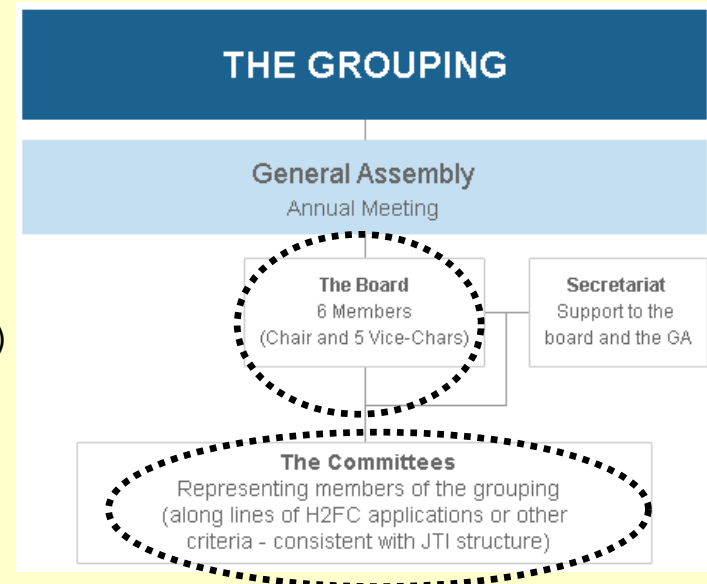 THE GROUPING
General Assembly
Annual Meeting
The Board
6 Members
(Chair and 5 Vice-Chars)
Secretariat
Support to the
board and the GA
)
The Committees
Representing members of the grouping
(along lines of H2FC applications or other
criteria - consistent with JTI structure)